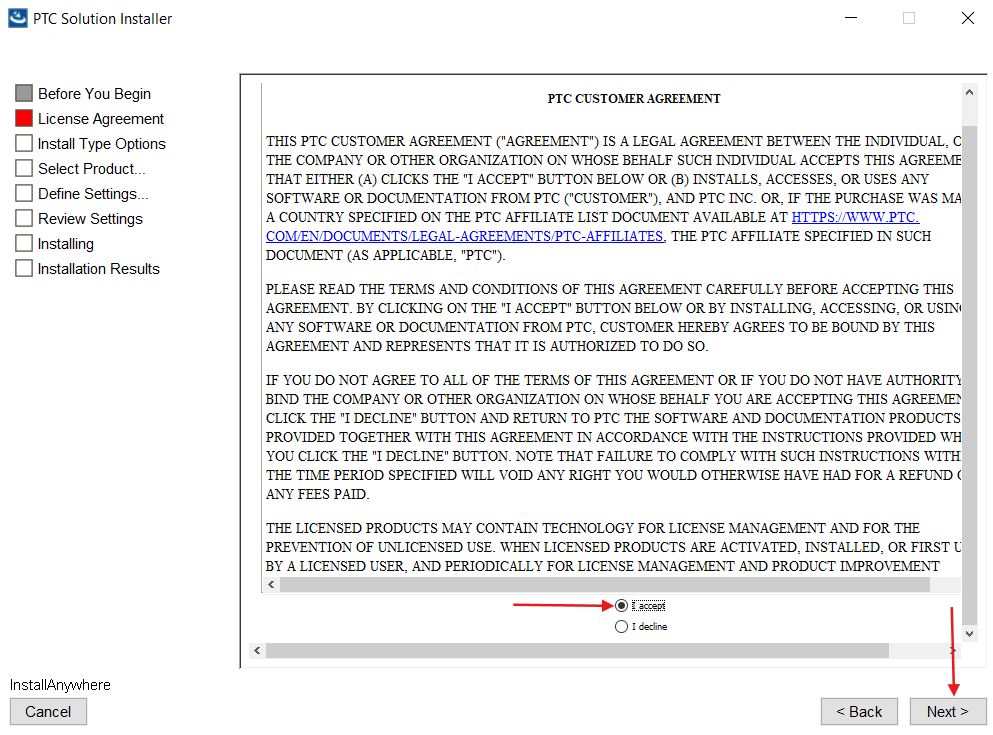 PTC Solution Installer
Before You Begin
License Agreement
Install Type Options
Select Product...
Define Settings...
Review Settings
Installing
Installation Results
PTC CUSTOMER AGREEMENT
THIS PTC CUSTOMER AGREEMENT ("AGREEMENT") IS A LEGAL AGREEMENT BETWEEN THE INDIVIDUAL,
THE COMPANY OR OTHER ORGANIZATION ON WHOSE BEHALF SUCH INDIVIDUAL ACCEPTS THIS AGREEME
THAT EITHER (A) CLICKS THE "I ACCEPT" BUTTON BELOW OR (B) INSTALLS, ACCESSES, OR USES ANY
SOFTWARE OR DOCUMENTATION FROM PTC ("CUSTOMER"), AND PTC INC. OR, IF THE PURCHASE WAS MA
A COUNTRY SPECIFIED ON THE PTC AFFILIATE LIST DOCUMENT AVAILABLE AT HTTPS://WWW.PTC.
COM/EN/DOCUMENTS/LEGAL-AGREEMENTS/PTC-AFFILIATES, THE PTC AFFILIATE SPECIFIED IN SUCH
DOCUMENT (AS APPLICABLE, "PTC").
PLEASE READ THE TERMS AND CONDITIONS OF THIS AGREEMENT CAREFULLY BEFORE ACCEPTING THIS
AGREEMENT. BY CLICKING ON THE "I ACCEPT" BUTTON BELOW OR BY INSTALLING, ACCESSING, OR USING
ANY SOFTWARE OR DOCUMENTATION FROM PTC, CUSTOMER HEREBY AGREES TO BE BOUND BY THIS
AGREEMENT AND REPRESENTS THAT IT IS AUTHORIZED TO DO SO.
IF YOU DO NOT AGREE TO ALL OF THE TERMS OF THIS AGREEMENT OR IF YOU DO NOT HAVE AUTHORITY
BIND THE COMPANY OR OTHER ORGANIZATION ON WHOSE BEHALF YOU ARE ACCEPTING THIS AGREEMEN
CLICK THE "I DECLINE" BUTTON AND RETURN TO PTC THE SOFTWARE AND DOCUMENTATION PRODUCTS
PROVIDED TOGETHER WITH THIS AGREEMENT IN ACCORDANCE WITH THE INSTRUCTIONS PROVIDED WH
YOU CLICK THE "I DECLINE" BUTTON. NOTE THAT FAILURE TO COMPLY WITH SUCH INSTRUCTIONS WITH
THE TIME PERIOD SPECIFIED WILL VOID ANY RIGHT YOU WOULD OTHERWISE HAVE HAD FOR A REFUND
ANY FEES PAID.
THE LICENSED PRODUCTS MAY CONTAIN TECHNOLOGY FOR LICENSE MANAGEMENT AND FOR THE
PREVENTION OF UNLICENSED USE. WHEN LICENSED PRODUCTS ARE ACTIVATED, INSTALLED, OR FIRST U
BY A LICENSED USER, AND PERIODICALLY FOR LICENSE MANAGEMENT AND PRODUCT IMPROVEMENT
I accept
I decline
InstallAnywhere
Cancel
< Back
Next >